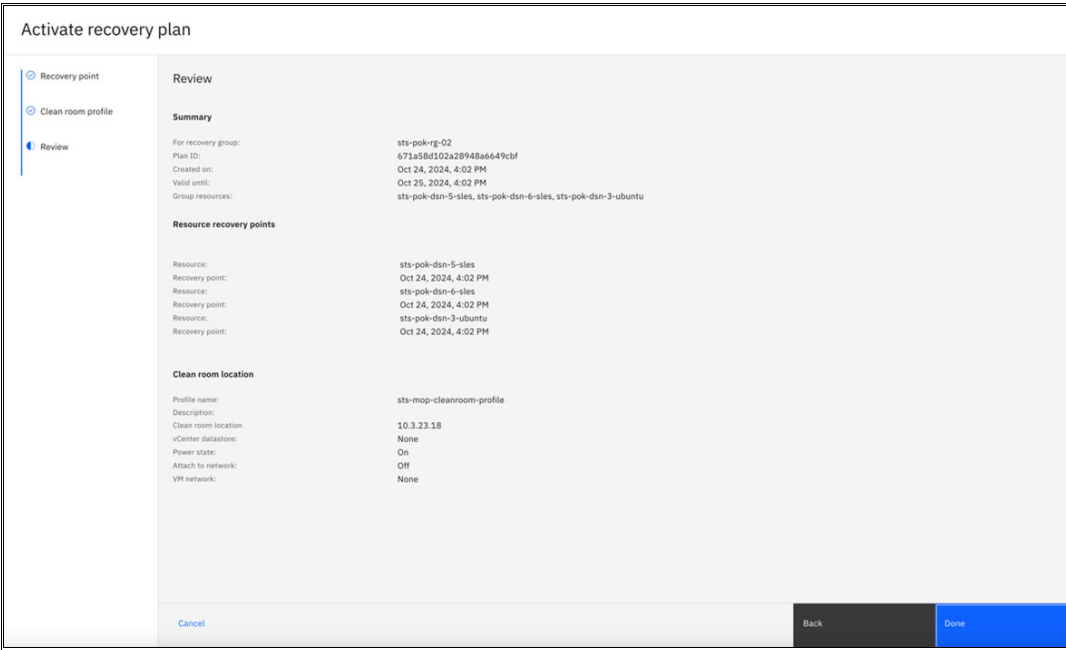 Activate recovery plan
Recovery point
Clean room profile
Review
Review
Summary
For recovery group: sts-pok-rg-02
Plan ID: 671a58d102a28948a6649cbf
Created on: Oct 24, 2024, 4:02 PM
Valid until: Oct 25, 2024, 4:02 PM
Group resources: sts-pok-dsn-5-sles, sts-pok-dsn-6-sles, sts-pok-dsn-3-ubuntu
Resource recovery points
Resource: sts-pok-dsn-5-sles
Recovery point: Oct 24, 2024, 4:02 PM
Resource: sts-pok-dsn-6-sles
Recovery point: Oct 24, 2024, 4:02 PM
Resource: sts-pok-dsn-3-ubuntu
Recovery point: Oct 24, 2024, 4:02 PM
Clean room location
Profile name: sts-mop-cleanroom-profile
Description:
Clean room location 10.3.23.18
vCenter datastore: None
Power state: On
Attach to network: Off
VM network: None
Cancel
Back
Done